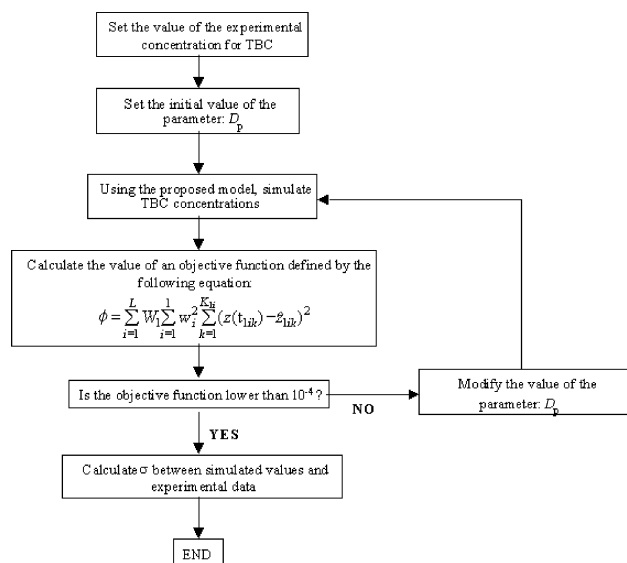 Set the value of the experimental
concentration for TBC
Set the initial value of the
parameter: Dp
Using the proposed model, simulate
TBC concentrations
Calculate the value of an objective function defined by the
following equation:
ϕ = ∑_{i=1}^{L} W_l ∑_{i=1}^{1} w_i^2 ∑_{k=1}^{K_{li}} (z(t_{lik}) − ẑ_{lik})^2
Is the objective function lower than 10^-4?
NO
Modify the value of the
parameter: Dp
YES
Calculate σ between simulated values and
experimental data
END